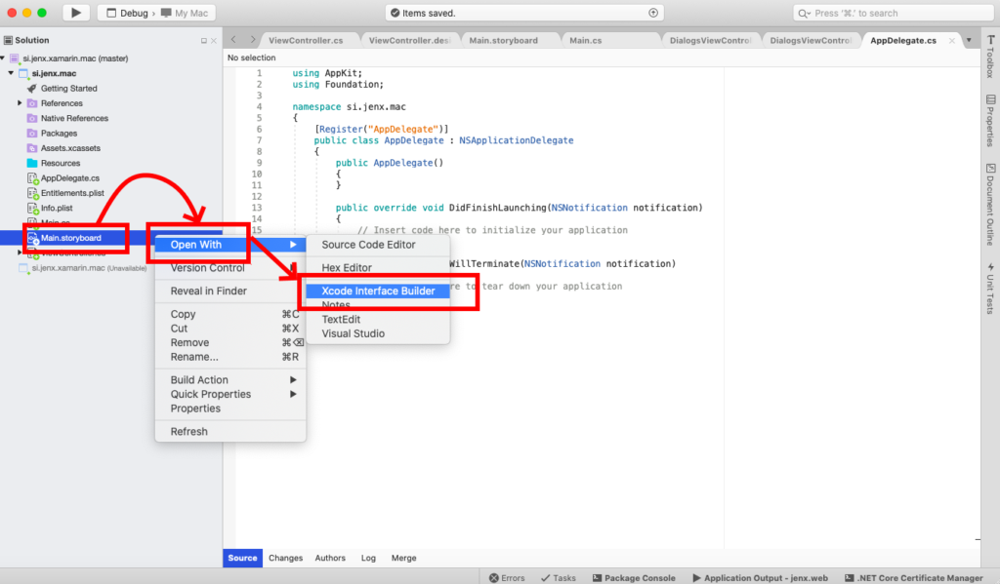 Debug › My Mac
Items saved.
Press '⌘.' to search
Solution
si.jenx.xamarin.mac (master)
si.jenx.mac
Getting Started
References
Native References
Packages
Assets.xcassets
Resources
AppDelegate.cs
Entitlements.plist
Info.plist
Main.cs
Main.storyboard
si.jenx.xamarin.mac (Unavailable)
ViewController.cs
ViewController.des
Main.storyboard
Main.cs
DialogsViewContro
DialogsViewContro
AppDelegate.cs
No selection
1 using AppKit;
2 using Foundation;
3
4 namespace si.jenx.mac
5 {
6 [Register("AppDelegate")]
7 public class AppDelegate : NSApplicationDelegate
8 {
9 public AppDelegate()
10 {
11 }
12
13 public override void DidFinishLaunching(NSNotification notification)
14 {
15 // Insert code here to initialize your application
WillTerminate(NSNotification notification)
re to tear down your application
Open With
Version Control
Reveal in Finder
Copy ⌘C
Cut ⌘X
Remove ⌘⌫
Rename... ⌘R
Build Action
Quick Properties
Properties
Refresh
Source Code Editor
Hex Editor
Xcode Interface Builder
Notes
TextEdit
Visual Studio
Toolbox
Properties
Document Outline
Unit Tests
Source Changes Authors Log Merge
Errors Tasks Package Console Application Output - jenx.web .NET Core Certificate Manager